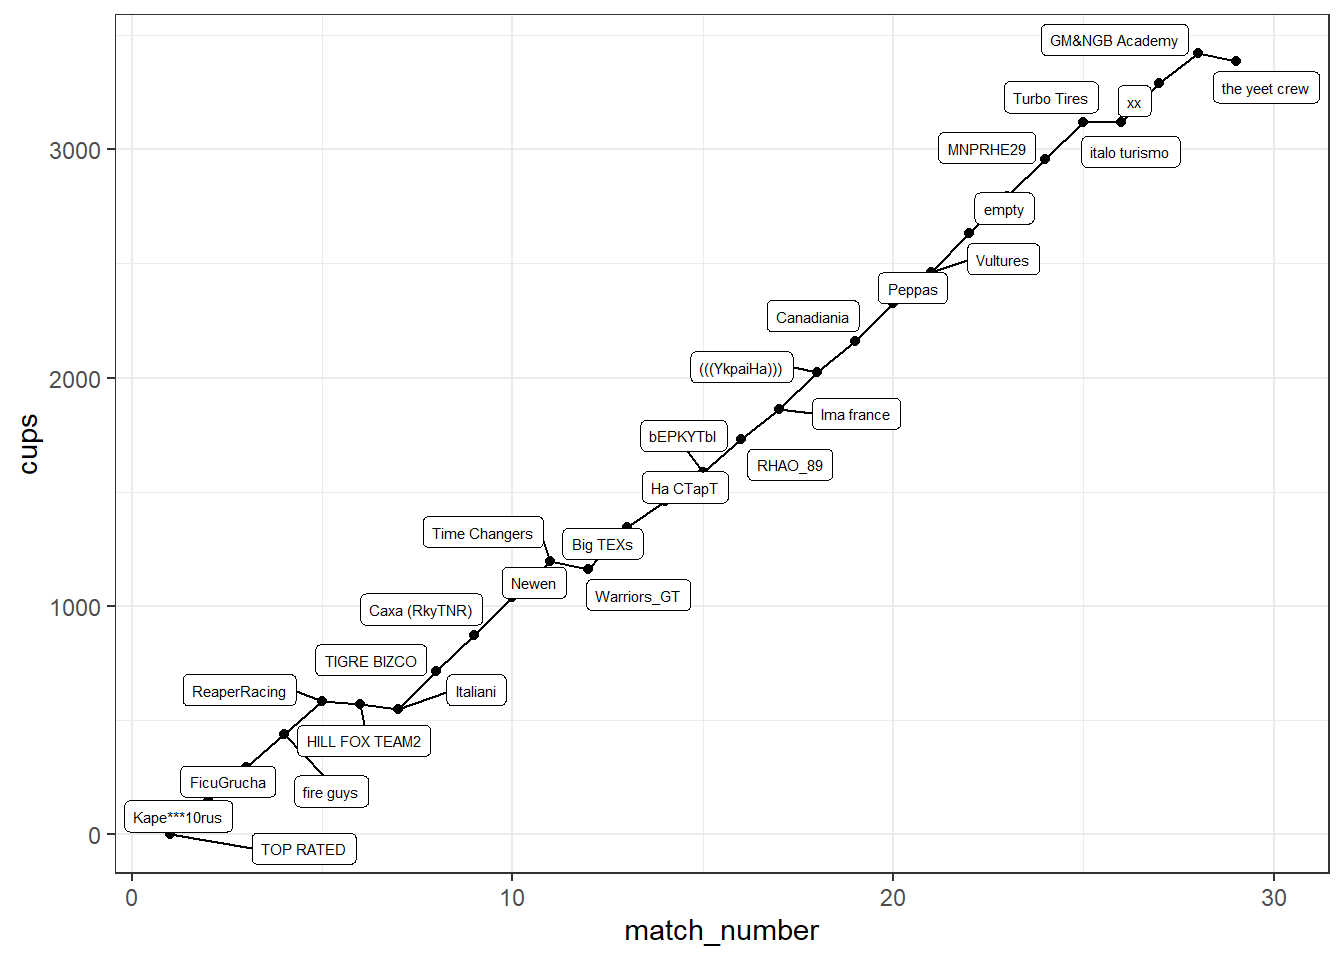 GM&NGB Academy
the yeet crew
Turbo Tires
xx
3000
MNPRHE29
italo turismo
empty
Vultures
Peppas
Canadiania
2000
(((YkpaiHa)))
Ima france
bEPKYTbI
RHAO_89
Ha CTapT
cups
Time Changers
Big TEXs
Newen
1000
Caxa (RkyTNR)
Warriors_GT
TIGRE BIZCO
ReaperRacing
Italiani
HILL FOX TEAM2
FicuGrucha
fire guys
Kape***10rus
0
TOP RATED
0
10
20
30
match_number